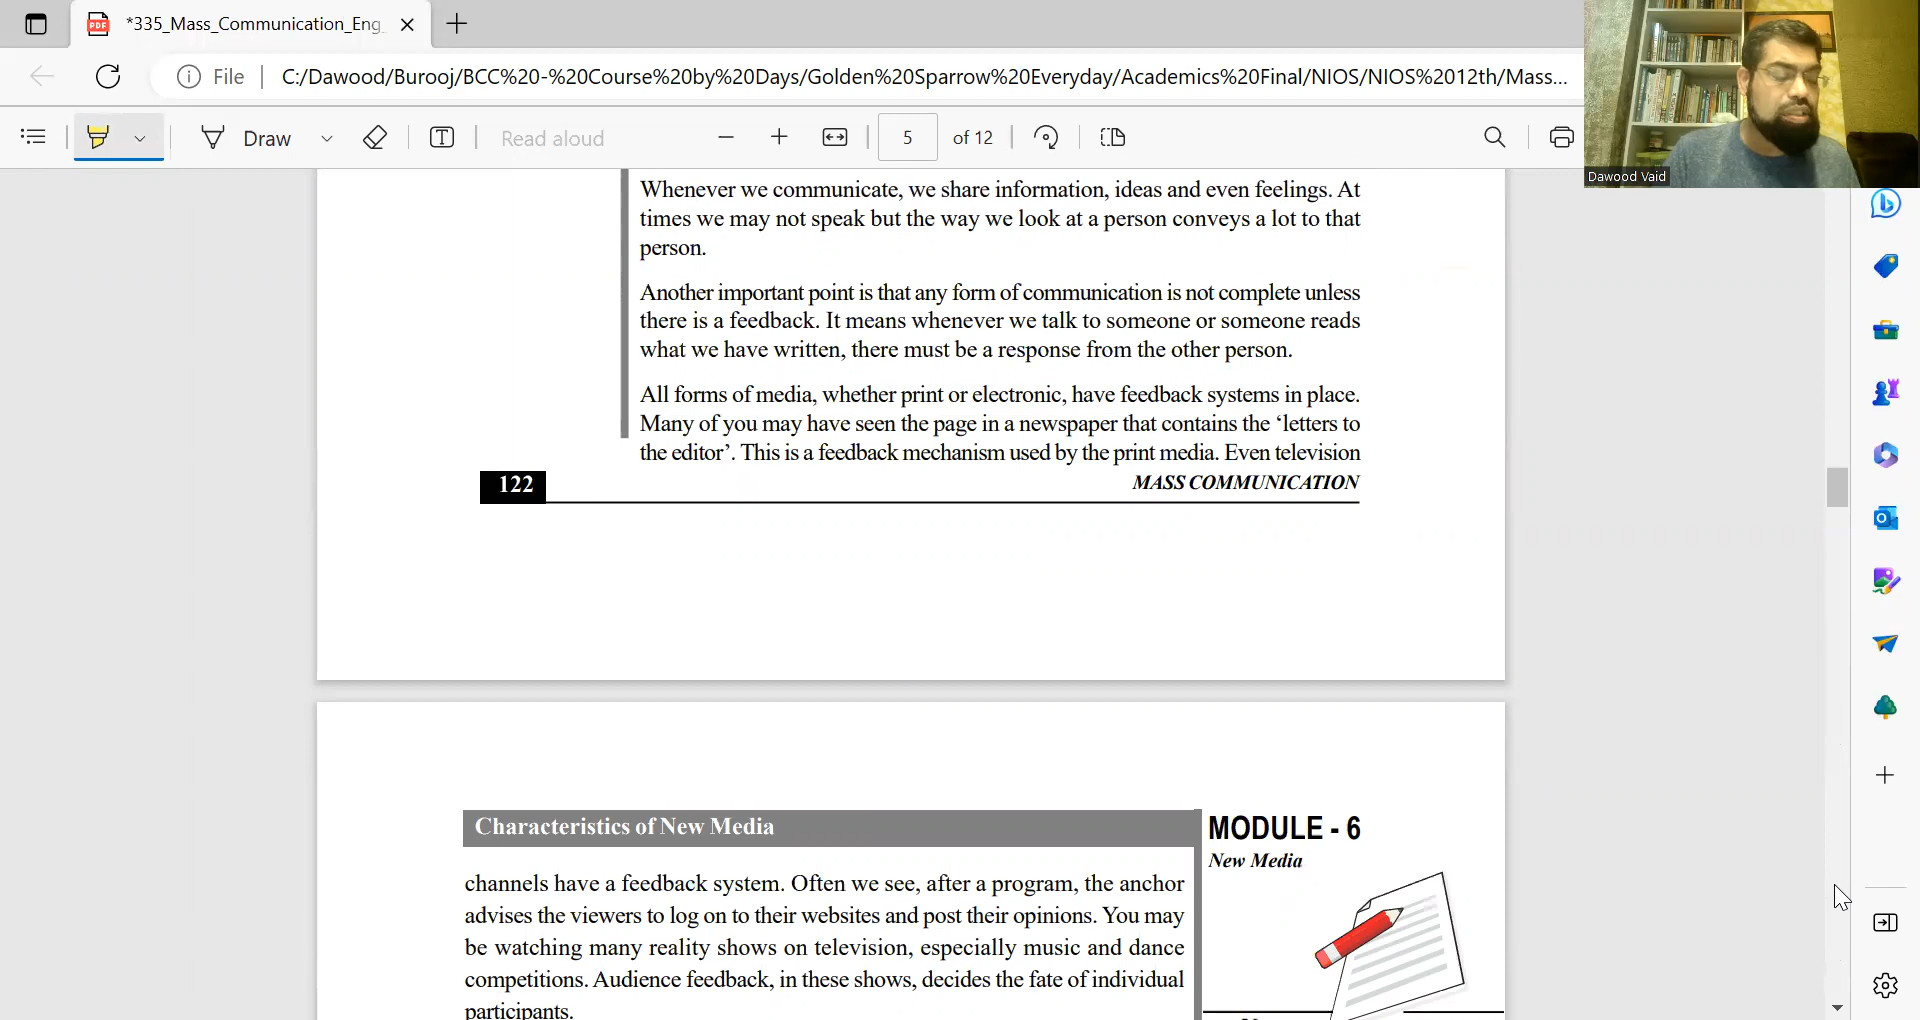 *335_Mass_Communication_Eng_
File
C:/Dawood/Burooj/BCC%20-%20Course%20by%20Days/Golden%20Sparrow%20Everyday/Academics%20Final/NIOS/NIOS%2012th/Mass...
Draw
Read aloud
5
of 12
Dawood Vaid
Whenever we communicate, we share information, ideas and even feelings. At
times we may not speak but the way we look at a person conveys a lot to that
person.
Another important point is that any form of communication is not complete unless
there is a feedback. It means whenever we talk to someone or someone reads
what we have written, there must be a response from the other person.
All forms of media, whether print or electronic, have feedback systems in place.
Many of you may have seen the page in a newspaper that contains the ‘letters to
the editor’. This is a feedback mechanism used by the print media. Even television
122
MASS COMMUNICATION
Characteristics of New Media
MODULE - 6
New Media
channels have a feedback system. Often we see, after a program, the anchor
advises the viewers to log on to their websites and post their opinions. You may
be watching many reality shows on television, especially music and dance
competitions. Audience feedback, in these shows, decides the fate of individual
participants.